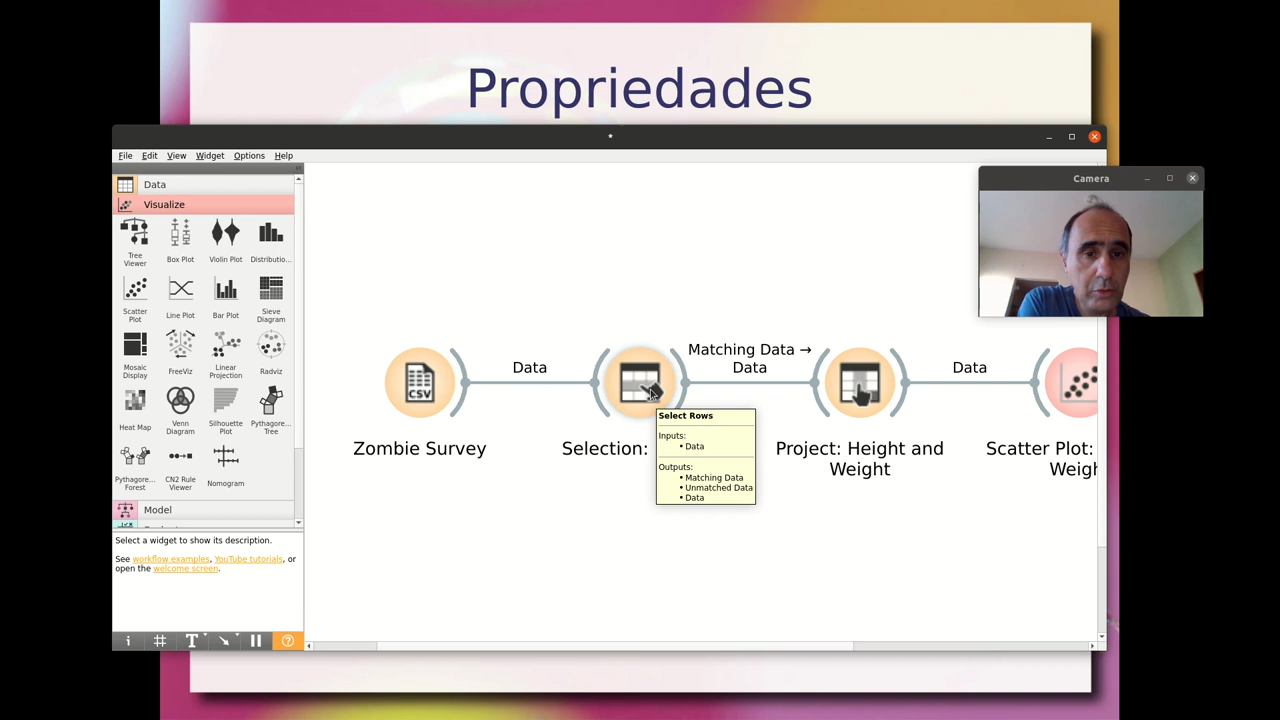 Propriedades
*
File Edit View Widget Options Help
Camera
Data
Visualize
Tree Viewer
Box Plot
Violin Plot
Distributio...
Scatter Plot
Line Plot
Bar Plot
Sieve Diagram
Mosaic Display
FreeViz
Linear Projection
Radviz
Heat Map
Venn Diagram
Silhouette Plot
Pythagore... Tree
Pythagore... Forest
CN2 Rule Viewer
Nomogram
Model
Select a widget to show its description.
See workflow examples, YouTube tutorials, or
open the welcome screen.
Data
Matching Data →
Data
Data
CSV
Zombie Survey
Selection:
Project: Height and
Weight
Scatter Plot:
Weigh
Select Rows
Inputs:
• Data
Outputs:
• Matching Data
• Unmatched Data
• Data